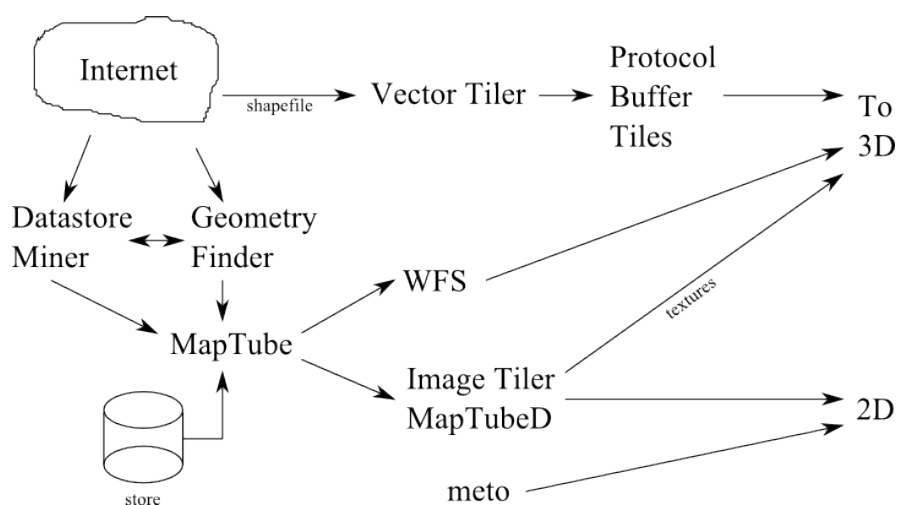 Internet
shapefile
Vector Tiler
Protocol
Buffer
Tiles
To
3D
Datastore
Miner
Geometry
Finder
WFS
MapTube
textures
Image Tiler
MapTubeD
2D
store
meto